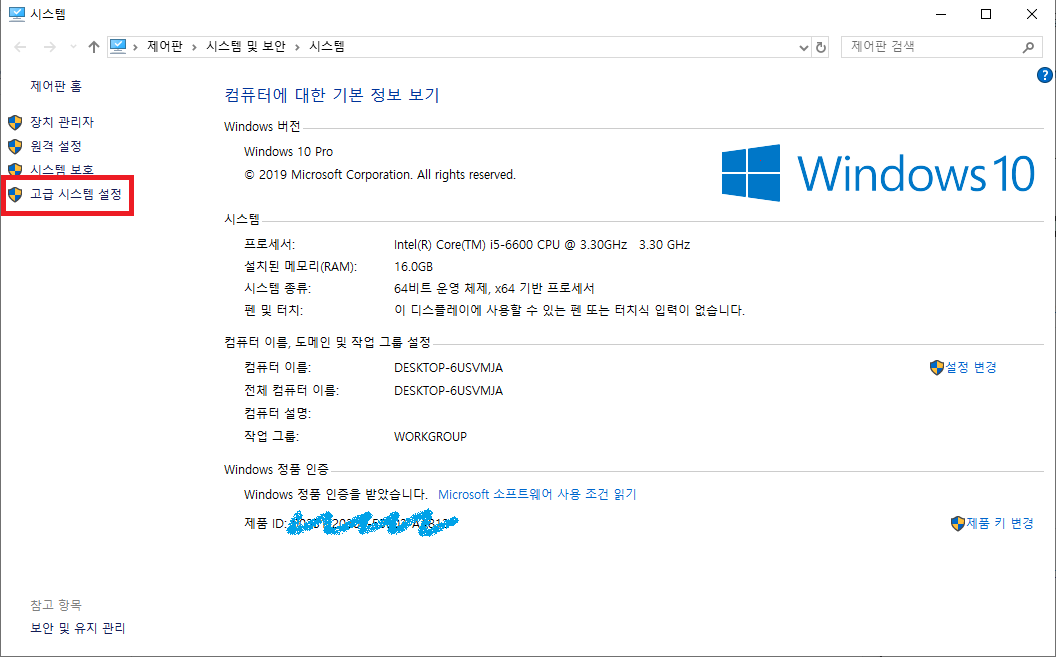 시스템
제어판 › 시스템 및 보안 › 시스템
제어판 검색
?
제어판 홈
장치 관리자
원격 설정
시스템 보호
고급 시스템 설정
컴퓨터에 대한 기본 정보 보기
Windows 버전
Windows 10 Pro
© 2019 Microsoft Corporation. All rights reserved.
Windows 10
시스템
프로세서: Intel(R) Core(TM) i5-6600 CPU @ 3.30GHz 3.30 GHz
설치된 메모리(RAM): 16.0GB
시스템 종류: 64비트 운영 체제, x64 기반 프로세서
펜 및 터치: 이 디스플레이에 사용할 수 있는 펜 또는 터치식 입력이 없습니다.
컴퓨터 이름, 도메인 및 작업 그룹 설정
컴퓨터 이름: DESKTOP-6USVMJA 설정 변경
전체 컴퓨터 이름: DESKTOP-6USVMJA
컴퓨터 설명:
작업 그룹: WORKGROUP
Windows 정품 인증
Windows 정품 인증을 받았습니다. Microsoft 소프트웨어 사용 조건 읽기
제품 ID: 제품 키 변경
참고 항목
보안 및 유지 관리